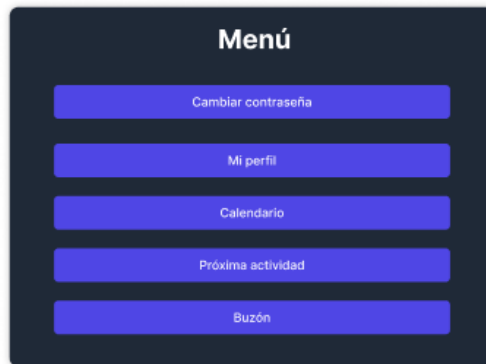 Menú
Cambiar contraseña
Mi perfil
Calendario
Próxima actividad
Buzón